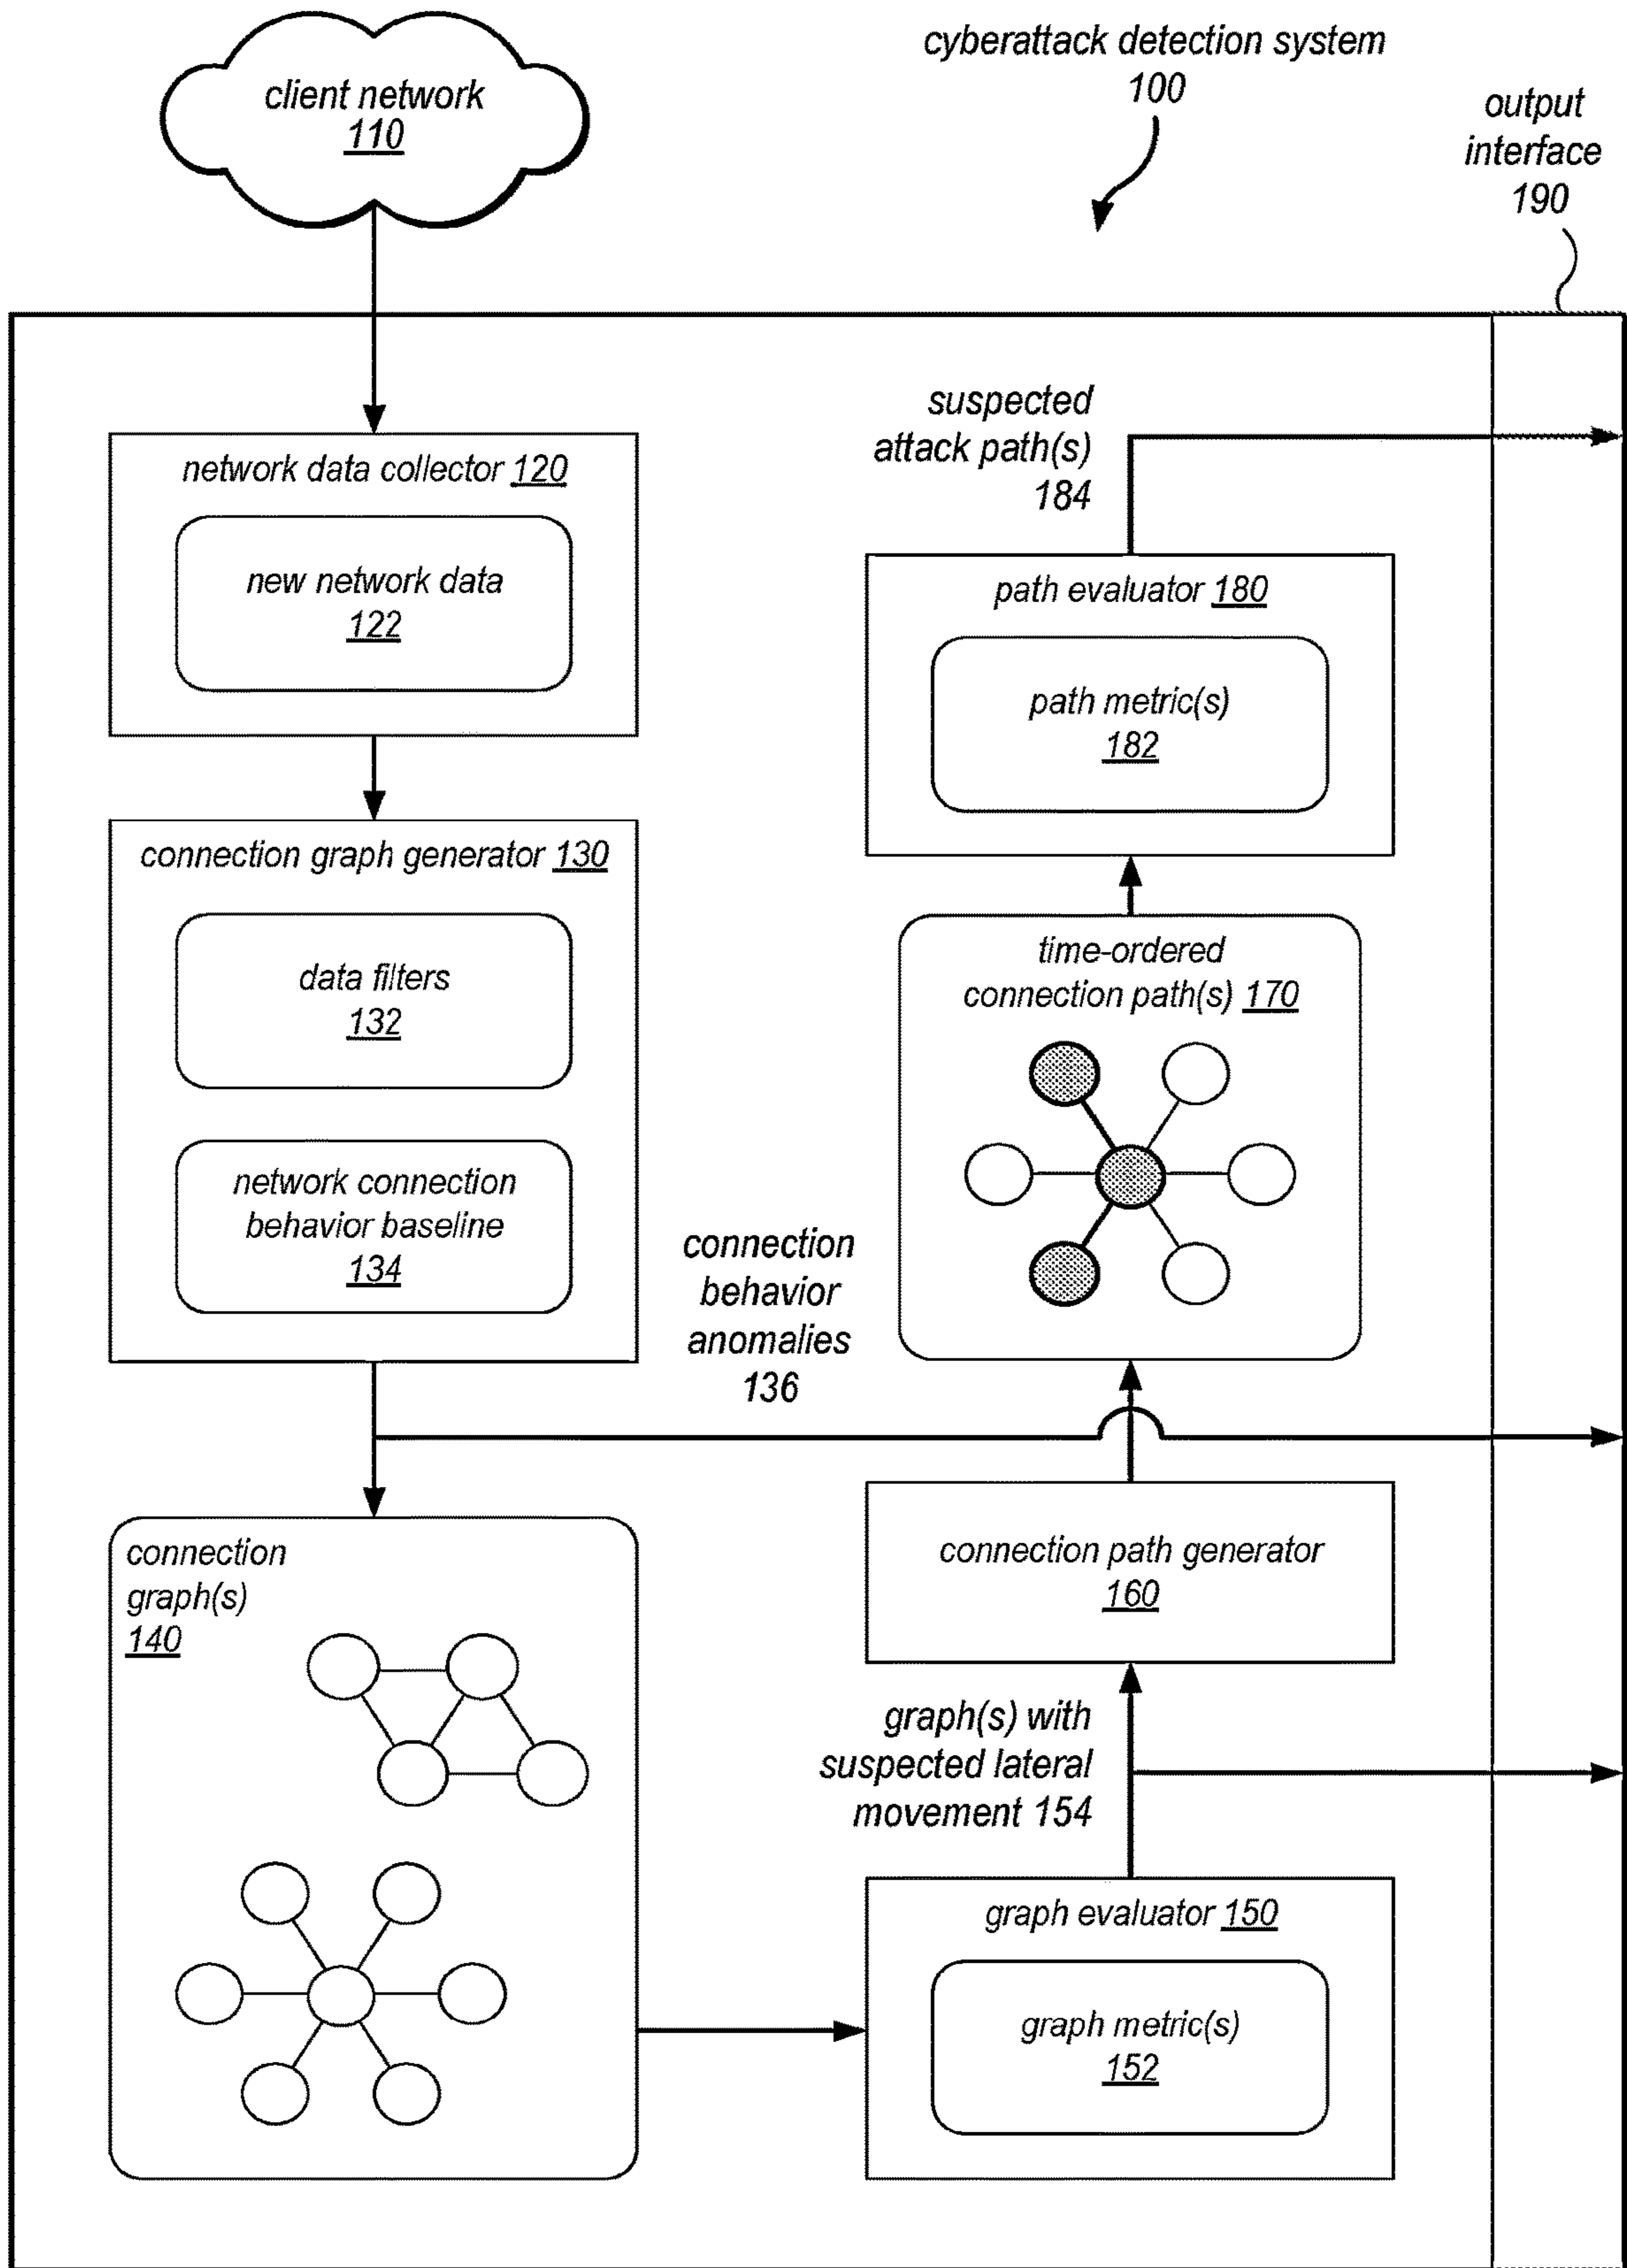 client network
110
cyberattack detection system
100
output
interface
190
network data collector 120
new network data
122
connection graph generator 130
data filters
132
network connection
behavior baseline
134
connection
behavior
anomalies
136
connection
graph(s)
140
suspected
attack path(s)
184
path evaluator 180
path metric(s)
182
time-ordered
connection path(s) 170
connection path generator
160
graph(s) with
suspected lateral
movement 154
graph evaluator 150
graph metric(s)
152